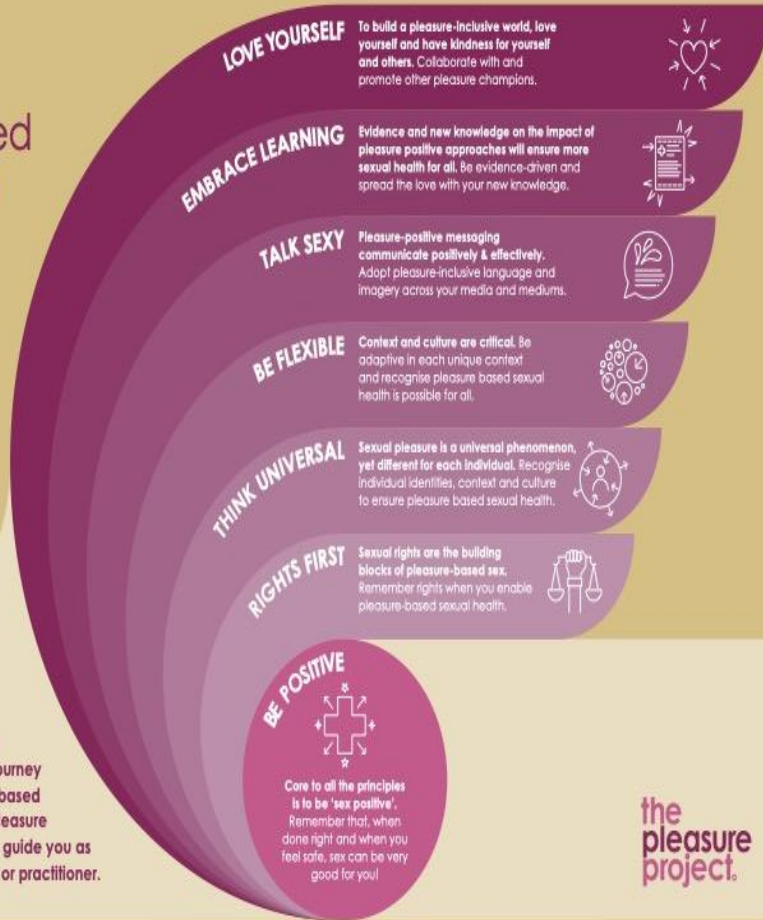 ed
LOVE YOURSELF
To build a pleasure-inclusive world, love
yourself and have kindness for yourself
and others. Collaborate with and
promote other pleasure champions.
EMBRACE LEARNING
Evidence and new knowledge on the impact of
pleasure positive approaches will ensure more
sexual health for all. Be evidence-driven and
spread the love with your new knowledge.
TALK SEXY
Pleasure-positive messaging
communicate positively & effectively.
Adopt pleasure-inclusive language and
imagery across your media and mediums.
BE FLEXIBLE
Context and culture are critical. Be
adaptive in each unique context
and recognise pleasure based sexual
health is possible for all.
THINK UNIVERSAL
Sexual pleasure is a universal phenomenon,
yet different for each individual. Recognise
individual identities, context and culture
to ensure pleasure based sexual health.
RIGHTS FIRST
Sexual rights are the building
blocks of pleasure-based sex.
Remember rights when you enable
pleasure-based sexual health.
BE POSITIVE
Core to all the principles
is to be 'sex positive'.
Remember that, when
done right and when you
feel safe, sex can be very
good for you!
urney
based
easure
guide you as
or practitioner.
the
pleasure
project.